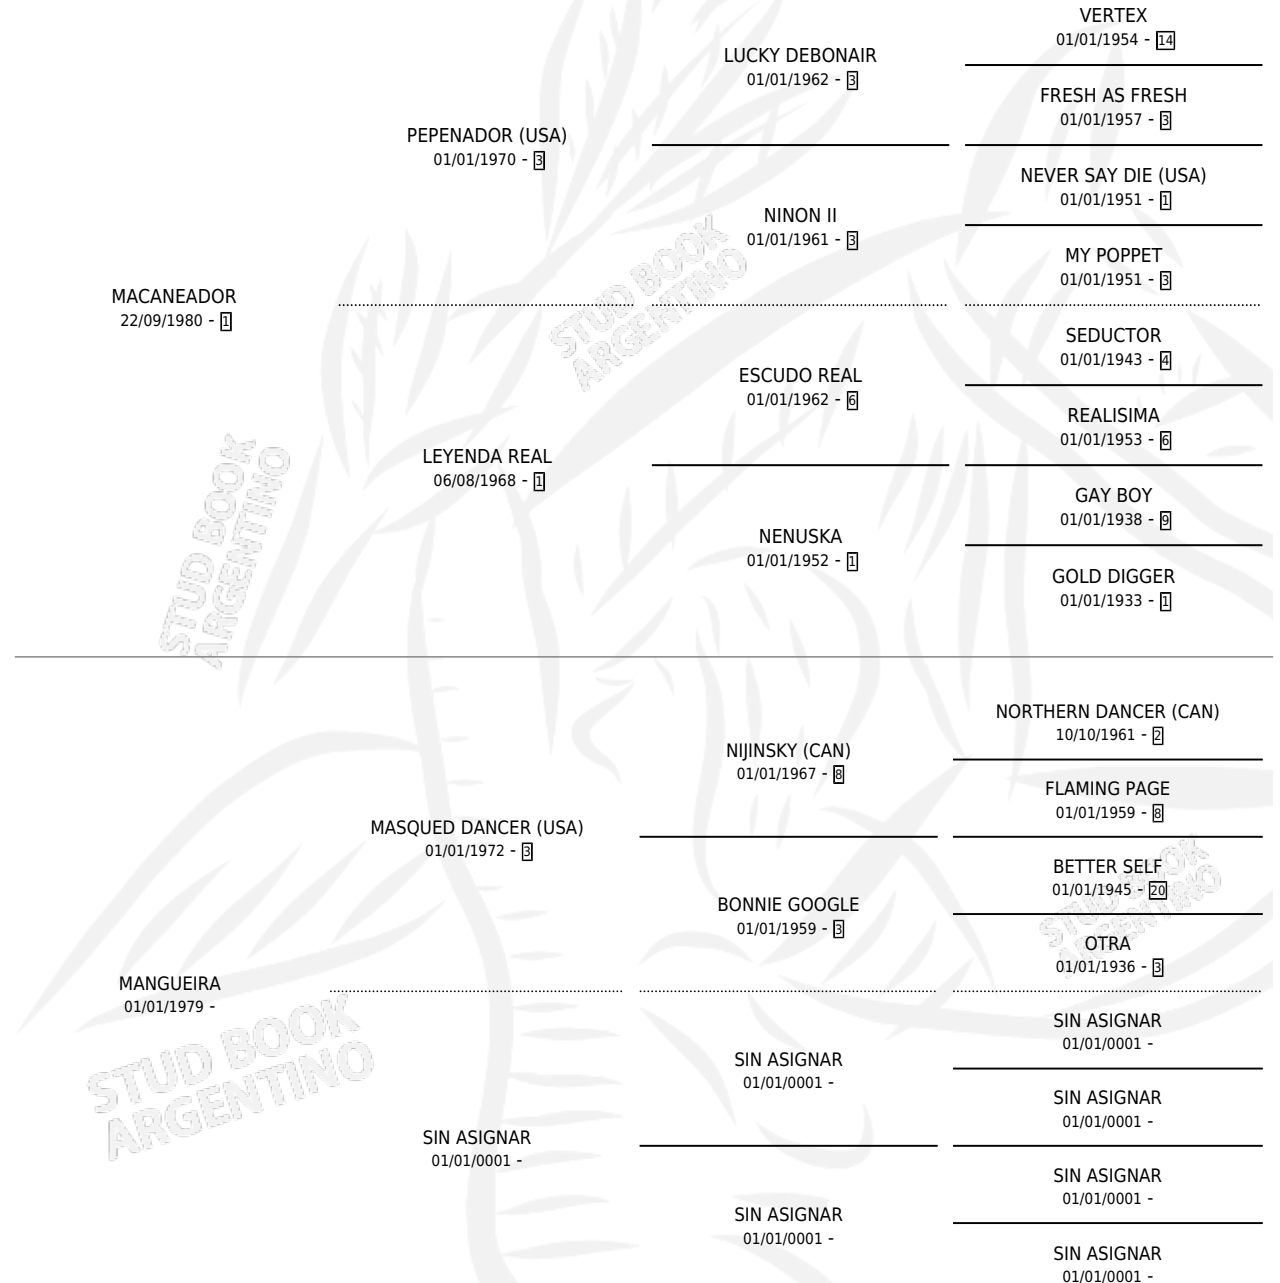 VERTEX
01/01/1954 - 14
LUCKY DEBONAIR
01/01/1962 - 3
FRESH AS FRESH
01/01/1957 - 3
PEPENADOR (USA)
01/01/1970 - 3
NEVER SAY DIE (USA)
01/01/1951 - 1
NINON II
01/01/1961 - 3
MY POPPET
01/01/1951 - 3
MACANEADOR
22/09/1980 - 1
STUD BOOK
ARGENTINO
SEDUCTOR
01/01/1943 - 4
ESCUDO REAL
01/01/1962 - 6
REALISIMA
01/01/1953 - 6
LEYENDA REAL
06/08/1968 - 1
GAY BOY
01/01/1938 - 9
NENUSKA
01/01/1952 - 1
GOLD DIGGER
01/01/1933 - 1
STUD BOOK
ARGENTINO
NORTHERN DANCER (CAN)
10/10/1961 - 2
NIJINSKY (CAN)
01/01/1967 - 8
FLAMING PAGE
01/01/1959 - 8
MASQUED DANCER (USA)
01/01/1972 - 3
BETTER SELF
01/01/1945 - 20
BONNIE GOOGLE
01/01/1959 - 3
OTRA
01/01/1936 - 3
STUD BOOK
ARGENTINO
MANGUEIRA
01/01/1979 -
SIN ASIGNAR
01/01/0001 -
SIN ASIGNAR
01/01/0001 -
SIN ASIGNAR
01/01/0001 -
STUD BOOK
ARGENTINO
SIN ASIGNAR
01/01/0001 -
SIN ASIGNAR
01/01/0001 -
SIN ASIGNAR
01/01/0001 -
SIN ASIGNAR
01/01/0001 -